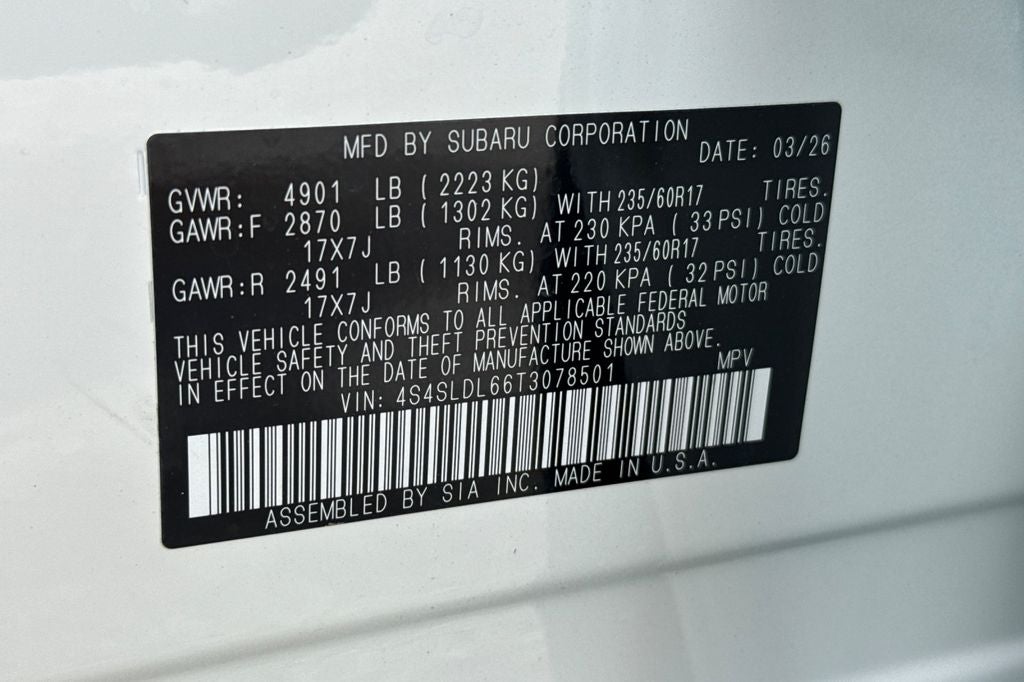 MFD BY SUBARU CORPORATION DATE: 03/26
GVWR: 4901 LB ( 2223 KG)
GAWR:F 2870 LB ( 1302 KG) WITH 235/60R17 TIRES.
17X7J RIMS. AT 230 KPA ( 33 PSI) COLD
GAWR:R 2491 LB ( 1130 KG) WITH 235/60R17 TIRES.
17X7J RIMS. AT 220 KPA ( 32 PSI) COLD
THIS VEHICLE CONFORMS TO ALL APPLICABLE FEDERAL MOTOR
VEHICLE SAFETY AND THEFT PREVENTION STANDARDS
IN EFFECT ON THE DATE OF MANUFACTURE SHOWN ABOVE.
VIN: 4S4SLDL66T3078501 MPV
ASSEMBLED BY SIA INC. MADE IN U.S.A.